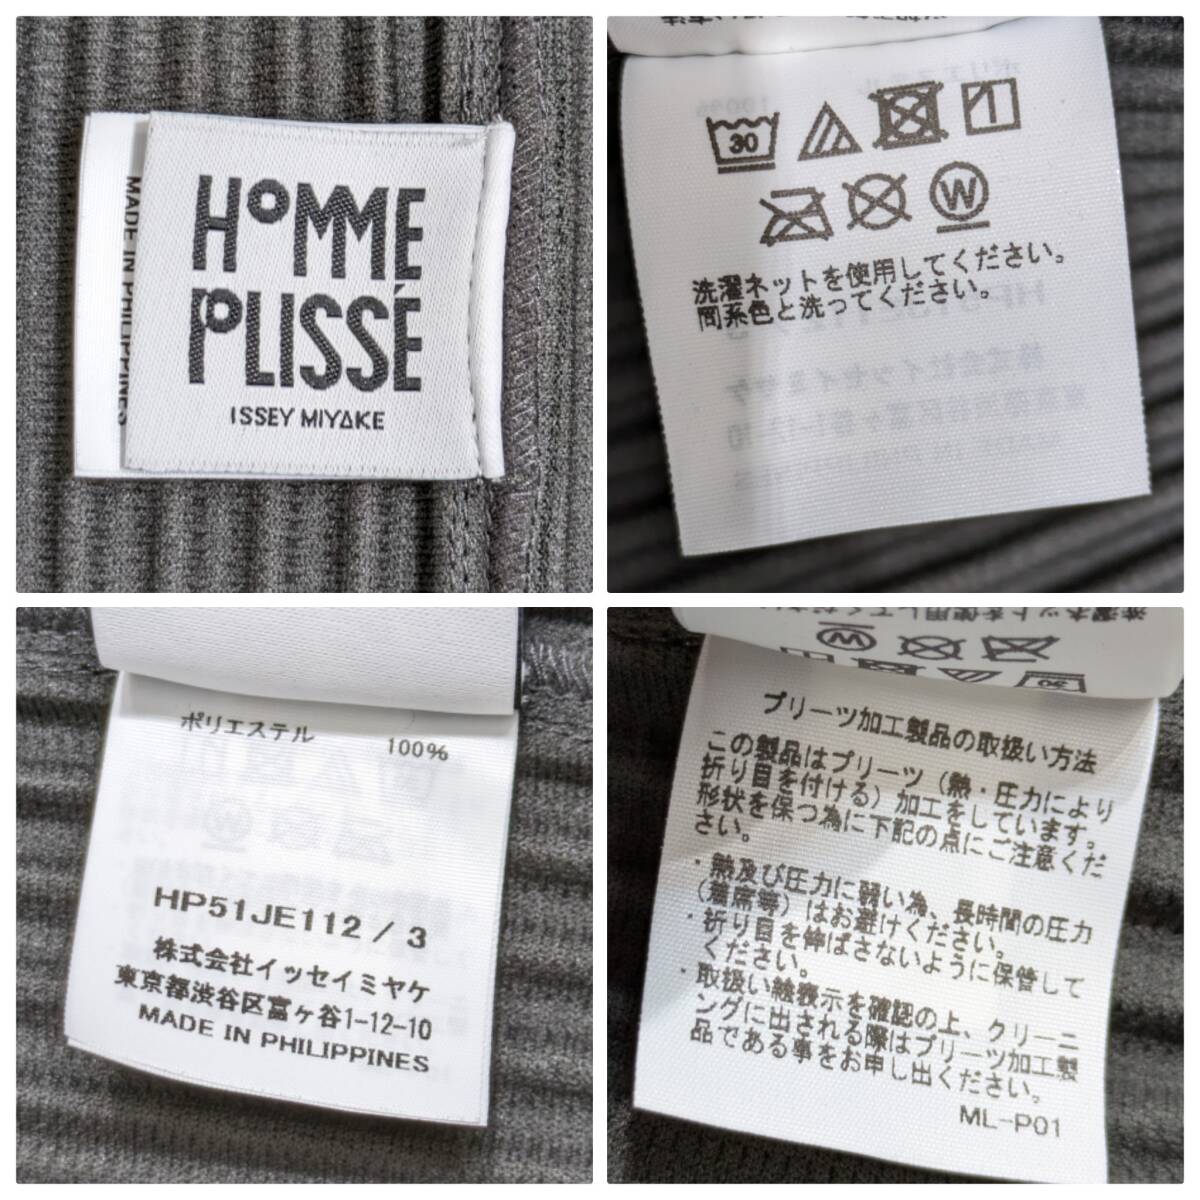 MADE IN PHILIPPINES
HOMME
PLISSÉ
ISSEY MIYAKE
30
W
洗濯ネットを使用してください。
同系色と洗ってください。
ポリエステル
100%
HP51JE112 / 3
株式会社イッセイミヤケ
東京都渋谷区富ヶ谷1-12-10
MADE IN PHILIPPINES
プリーツ加工製品の取扱い方法
この製品はプリーツ（熱・圧力により
折り目を付ける）加工をしています。
形状を保つ為に下記の点にご注意くだ
さい。
・熱及び圧力に弱い為、長時間の圧力
（着席等）はお避けください。
・折り目を伸ばさないように保管して
ください。
・取扱い絵表示を確認の上、クリーニ
ングに出される際はプリーツ加工製
品である事をお申し出ください。
ML-P01